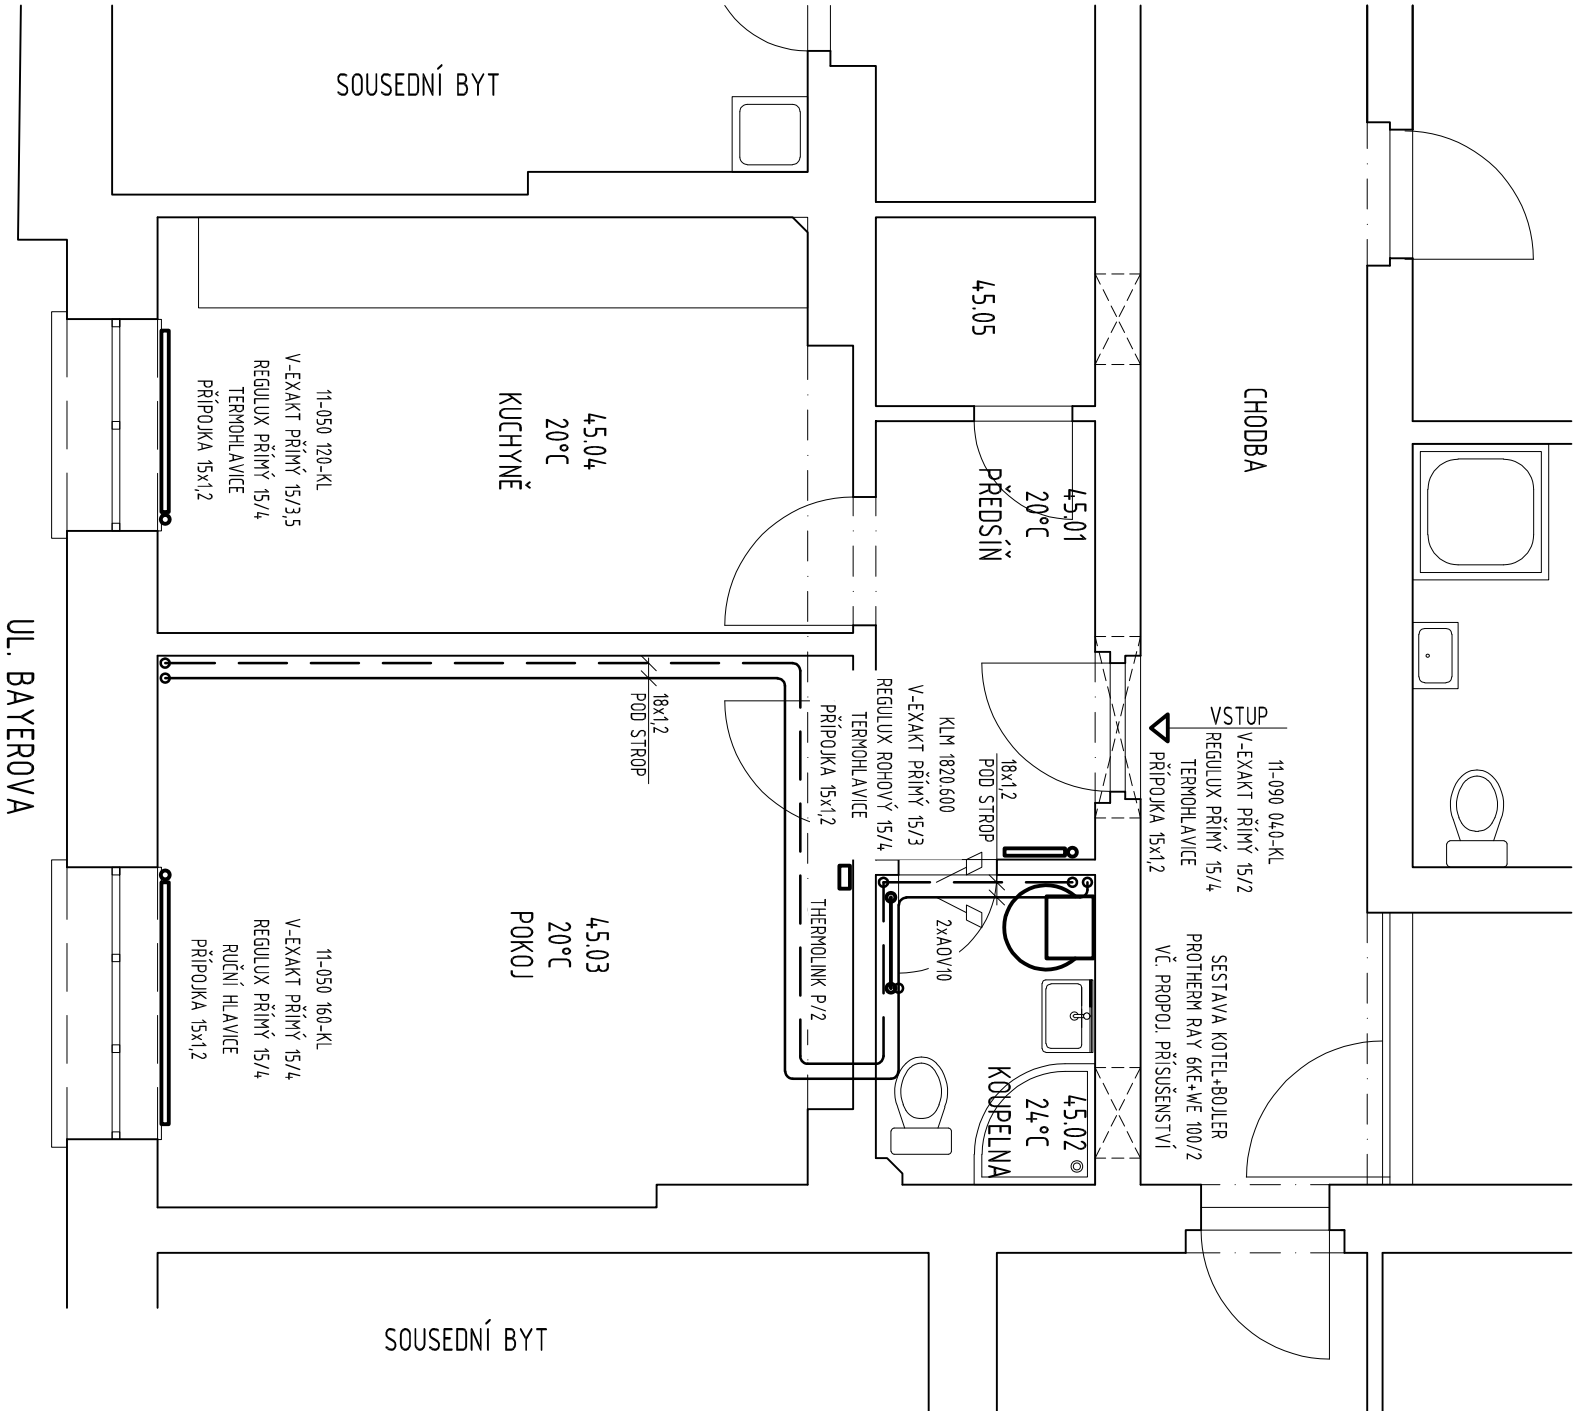 SOUSEDNÍ BYT
45.05
CHODBA
11-050 120-KL
V-EXAKT PŘÍMÝ 15/3,5
REGULUX PŘÍMÝ 15/4
TERMOHLAVICE
PŘÍPOJKA 15x1,2
45.04
20°C
KUCHYNĚ
45.01
20°C
PŘEDSÍŇ
UL. BAYEROVA
18x1,2
POD STROP
KLM 1820.600
V-EXAKT PŘÍMÝ 15/3
REGULUX ROHOVÝ 15/4
TERMOHLAVICE
PŘÍPOJKA 15x1,2
18x1,2
POD STROP
VSTUP
11-090 040-KL
V-EXAKT PŘÍMÝ 15/2
REGULUX PŘÍMÝ 15/4
TERMOHLAVICE
PŘÍPOJKA 15x1,2
11-050 160-KL
V-EXAKT PŘÍMÝ 15/4
REGULUX PŘÍMÝ 15/4
RUČNÍ HLAVICE
PŘÍPOJKA 15x1,2
45.03
20°C
POKOJ
THERMOLINK P/2
2xAOV10
SESTAVA KOTEL+BOJLER
PROTHERM RAY 6KE+WE 100/2
VČ. PROPOJ. PŘÍSUŠENSTVÍ
45.02
24°C
KOUPELNA
SOUSEDNÍ BYT